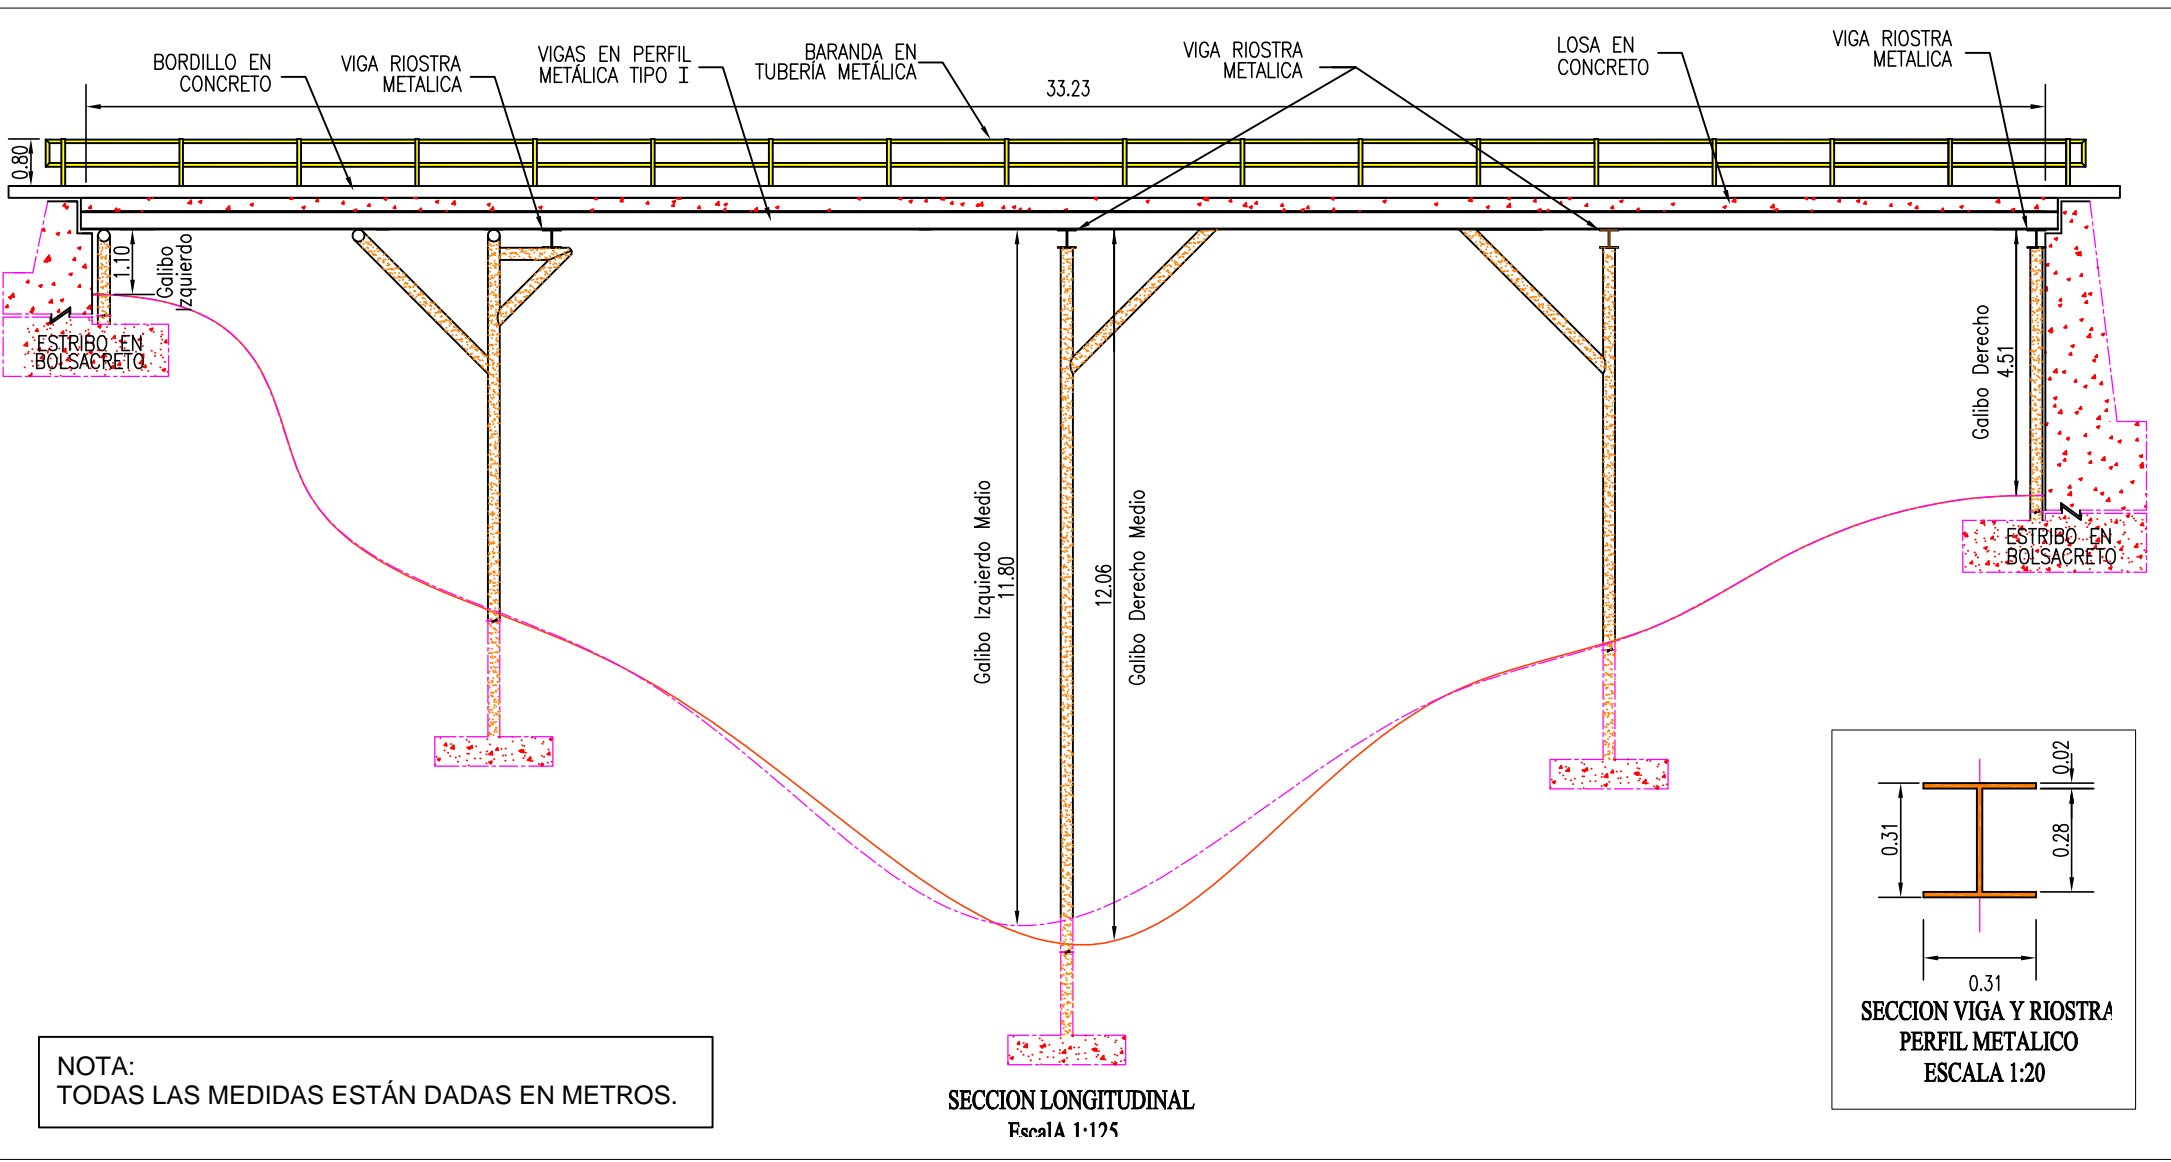 BORDILLO EN
CONCRETO
VIGA RIOSTRA
METALICA
VIGAS EN PERFIL
METÁLICA TIPO I
BARANDA EN
TUBERÍA METÁLICA
VIGA RIOSTRA
METALICA
LOSA EN
CONCRETO
VIGA RIOSTRA
METALICA
33.23
0.80
1.10
Galibo
Izquierdo
ESTRIBO EN
BOLSACRETO
Galibo Izquierdo Medio
11.80
12.06
Galibo Derecho Medio
Galibo Derecho
4.51
ESTRIBO EN
BOLSACRETO
0.02
0.31
0.28
0.31
SECCION VIGA Y RIOSTRA
PERFIL METALICO
ESCALA 1:20
NOTA:
TODAS LAS MEDIDAS ESTÁN DADAS EN METROS.
SECCION LONGITUDINAL
EscalA 1:125